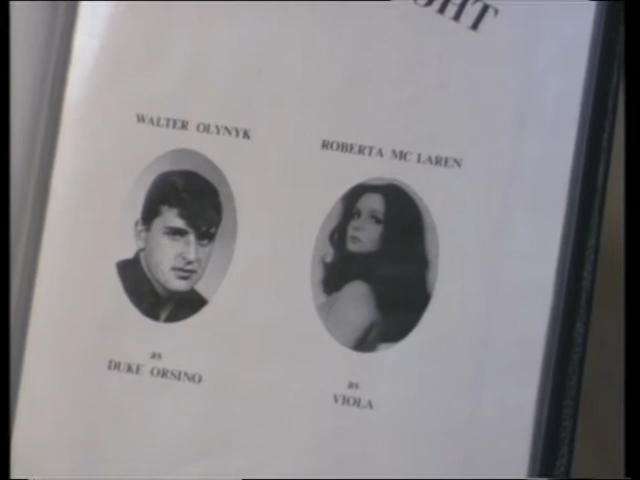 WALTER OLYNYK
ROBERTA MC LAREN
as
DUKE ORSINO
as
VIOLA